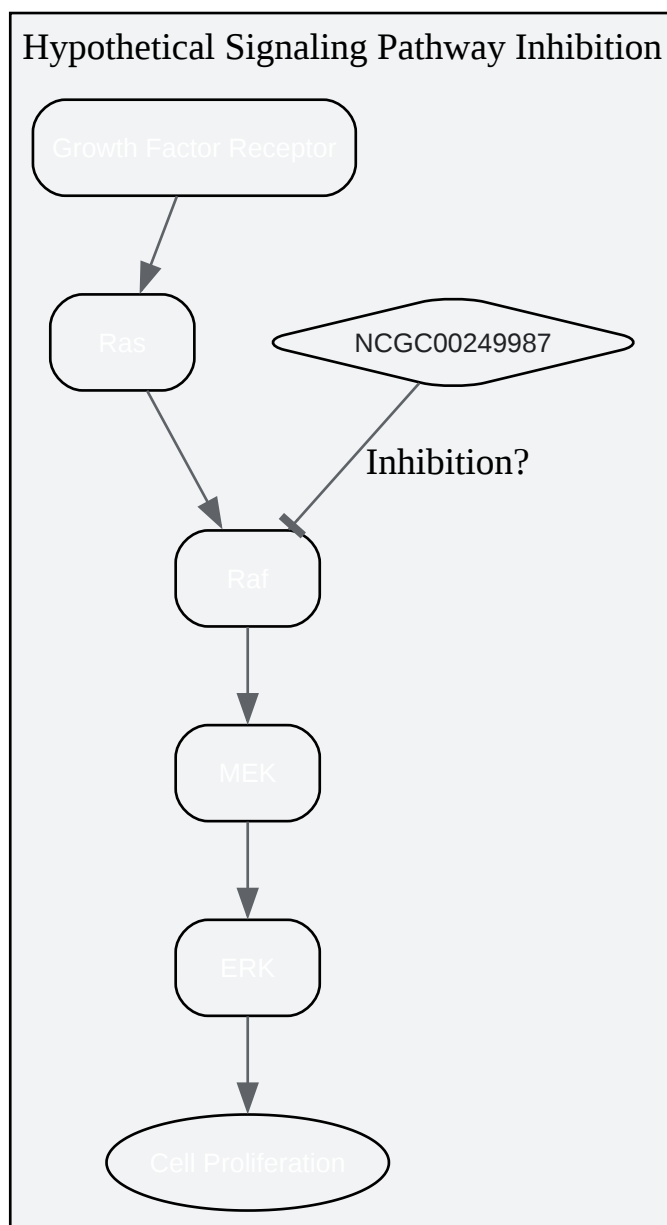 Hypothetical Signaling Pathway Inhibition
Growth Factor Receptor
Ras
NCGC00249987
Inhibition?
Raf
MEK
ERK
Cell Proliferation